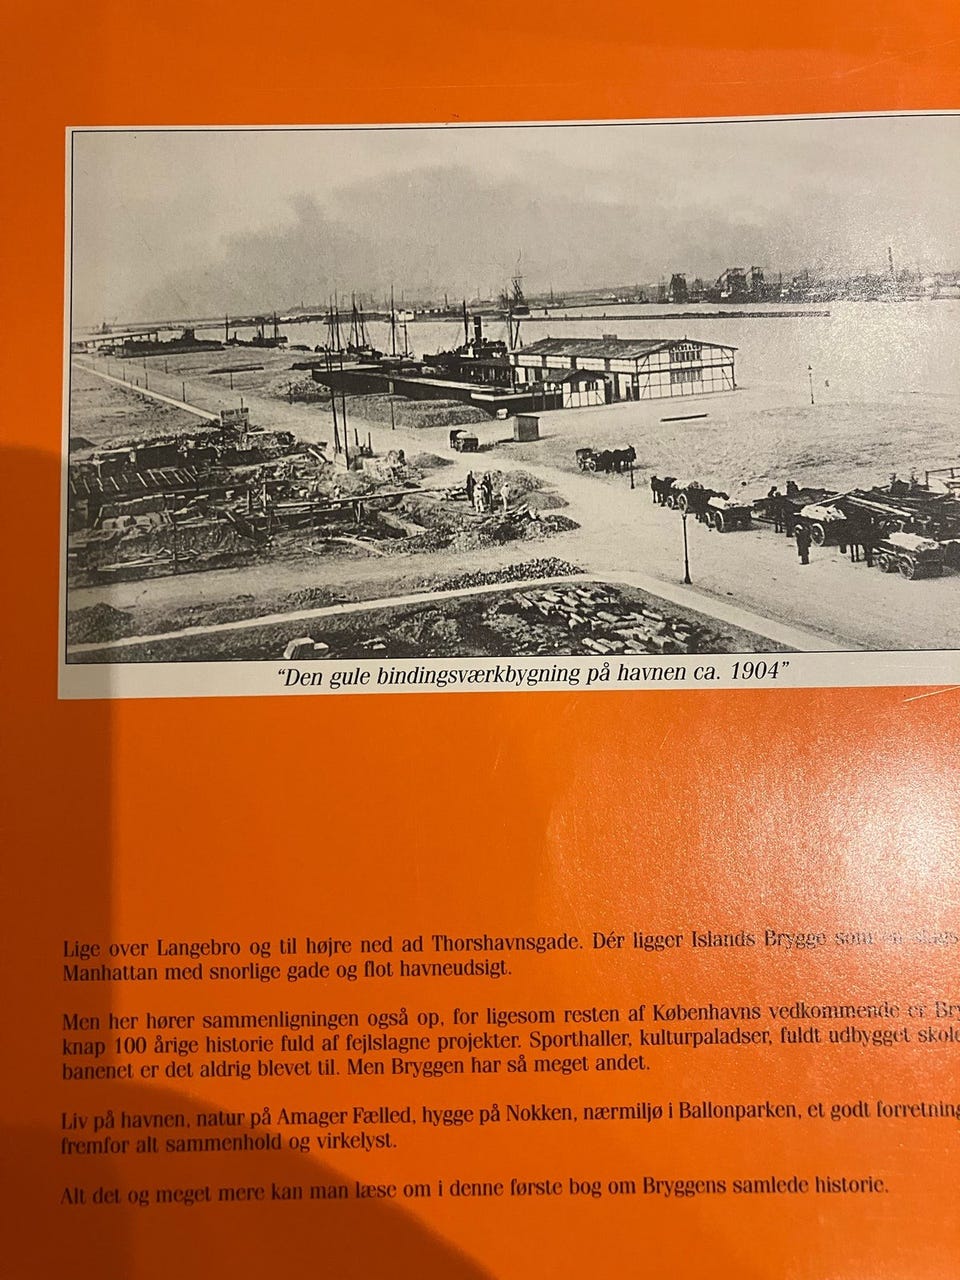 “Den gule bindingsværkbygning på havnen ca. 1904”
Lige over Langebro og til højre ned ad Thorshavnsgade. Dér ligger Islands Brygge som en slags
Manhattan med snorlige gade og flot havneudsigt.
Men her hører sammenligningen også op, for ligesom resten af Københavns vedkommende er
knap 100 årige historie fuld af fejlslagne projekter. Sporthaller, kulturpaladser, fuldt udbygget
banenet er det aldrig blevet til. Men Bryggen har så meget andet.
Liv på havnen, natur på Amager Fælled, hygge på Nokken, nærmiljø i Ballonparken, et godt
fremfor alt sammenhold og virkelyst.
Alt det og meget mere kan man læse om i denne første bog om Bryggens samlede historie.